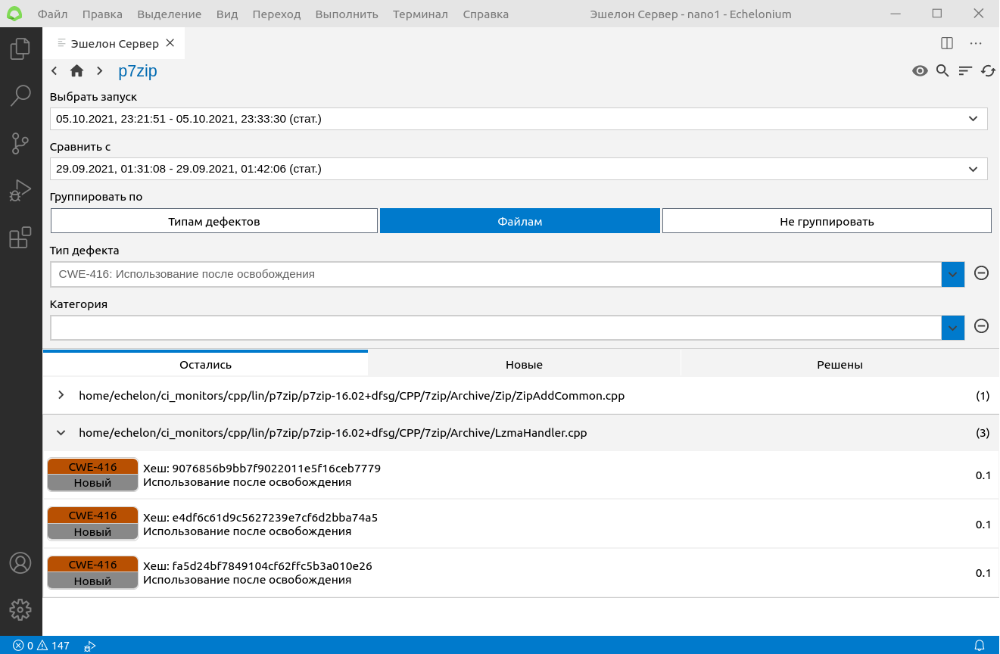 Файл Правка Выделение Вид Переход Выполнить Терминал Справка Эшелон Сервер - nano1 - Echelonium
Эшелон Сервер
p7zip
Выбрать запуск
05.10.2021, 23:21:51 - 05.10.2021, 23:33:30 (стат.)
Сравнить с
29.09.2021, 01:31:08 - 29.09.2021, 01:42:06 (стат.)
Группировать по
Типам дефектов Файлам Не группировать
Тип дефекта
CWE-416: Использование после освобождения
Категория
Остались Новые Решены
home/echelon/ci_monitors/cpp/lin/p7zip/p7zip-16.02+dfsg/CPP/7zip/Archive/Zip/ZipAddCommon.cpp (1)
home/echelon/ci_monitors/cpp/lin/p7zip/p7zip-16.02+dfsg/CPP/7zip/Archive/LzmaHandler.cpp (3)
CWE-416 Хеш: 9076856b9bb7f9022011e5f16ceb7779 0.1
Новый Использование после освобождения
CWE-416 Хеш: e4df6c61d9c5627239e7cf6d2bba74a5 0.1
Новый Использование после освобождения
CWE-416 Хеш: fa5d24bf7849104cf62ffc5b3a010e26 0.1
Новый Использование после освобождения
0 147